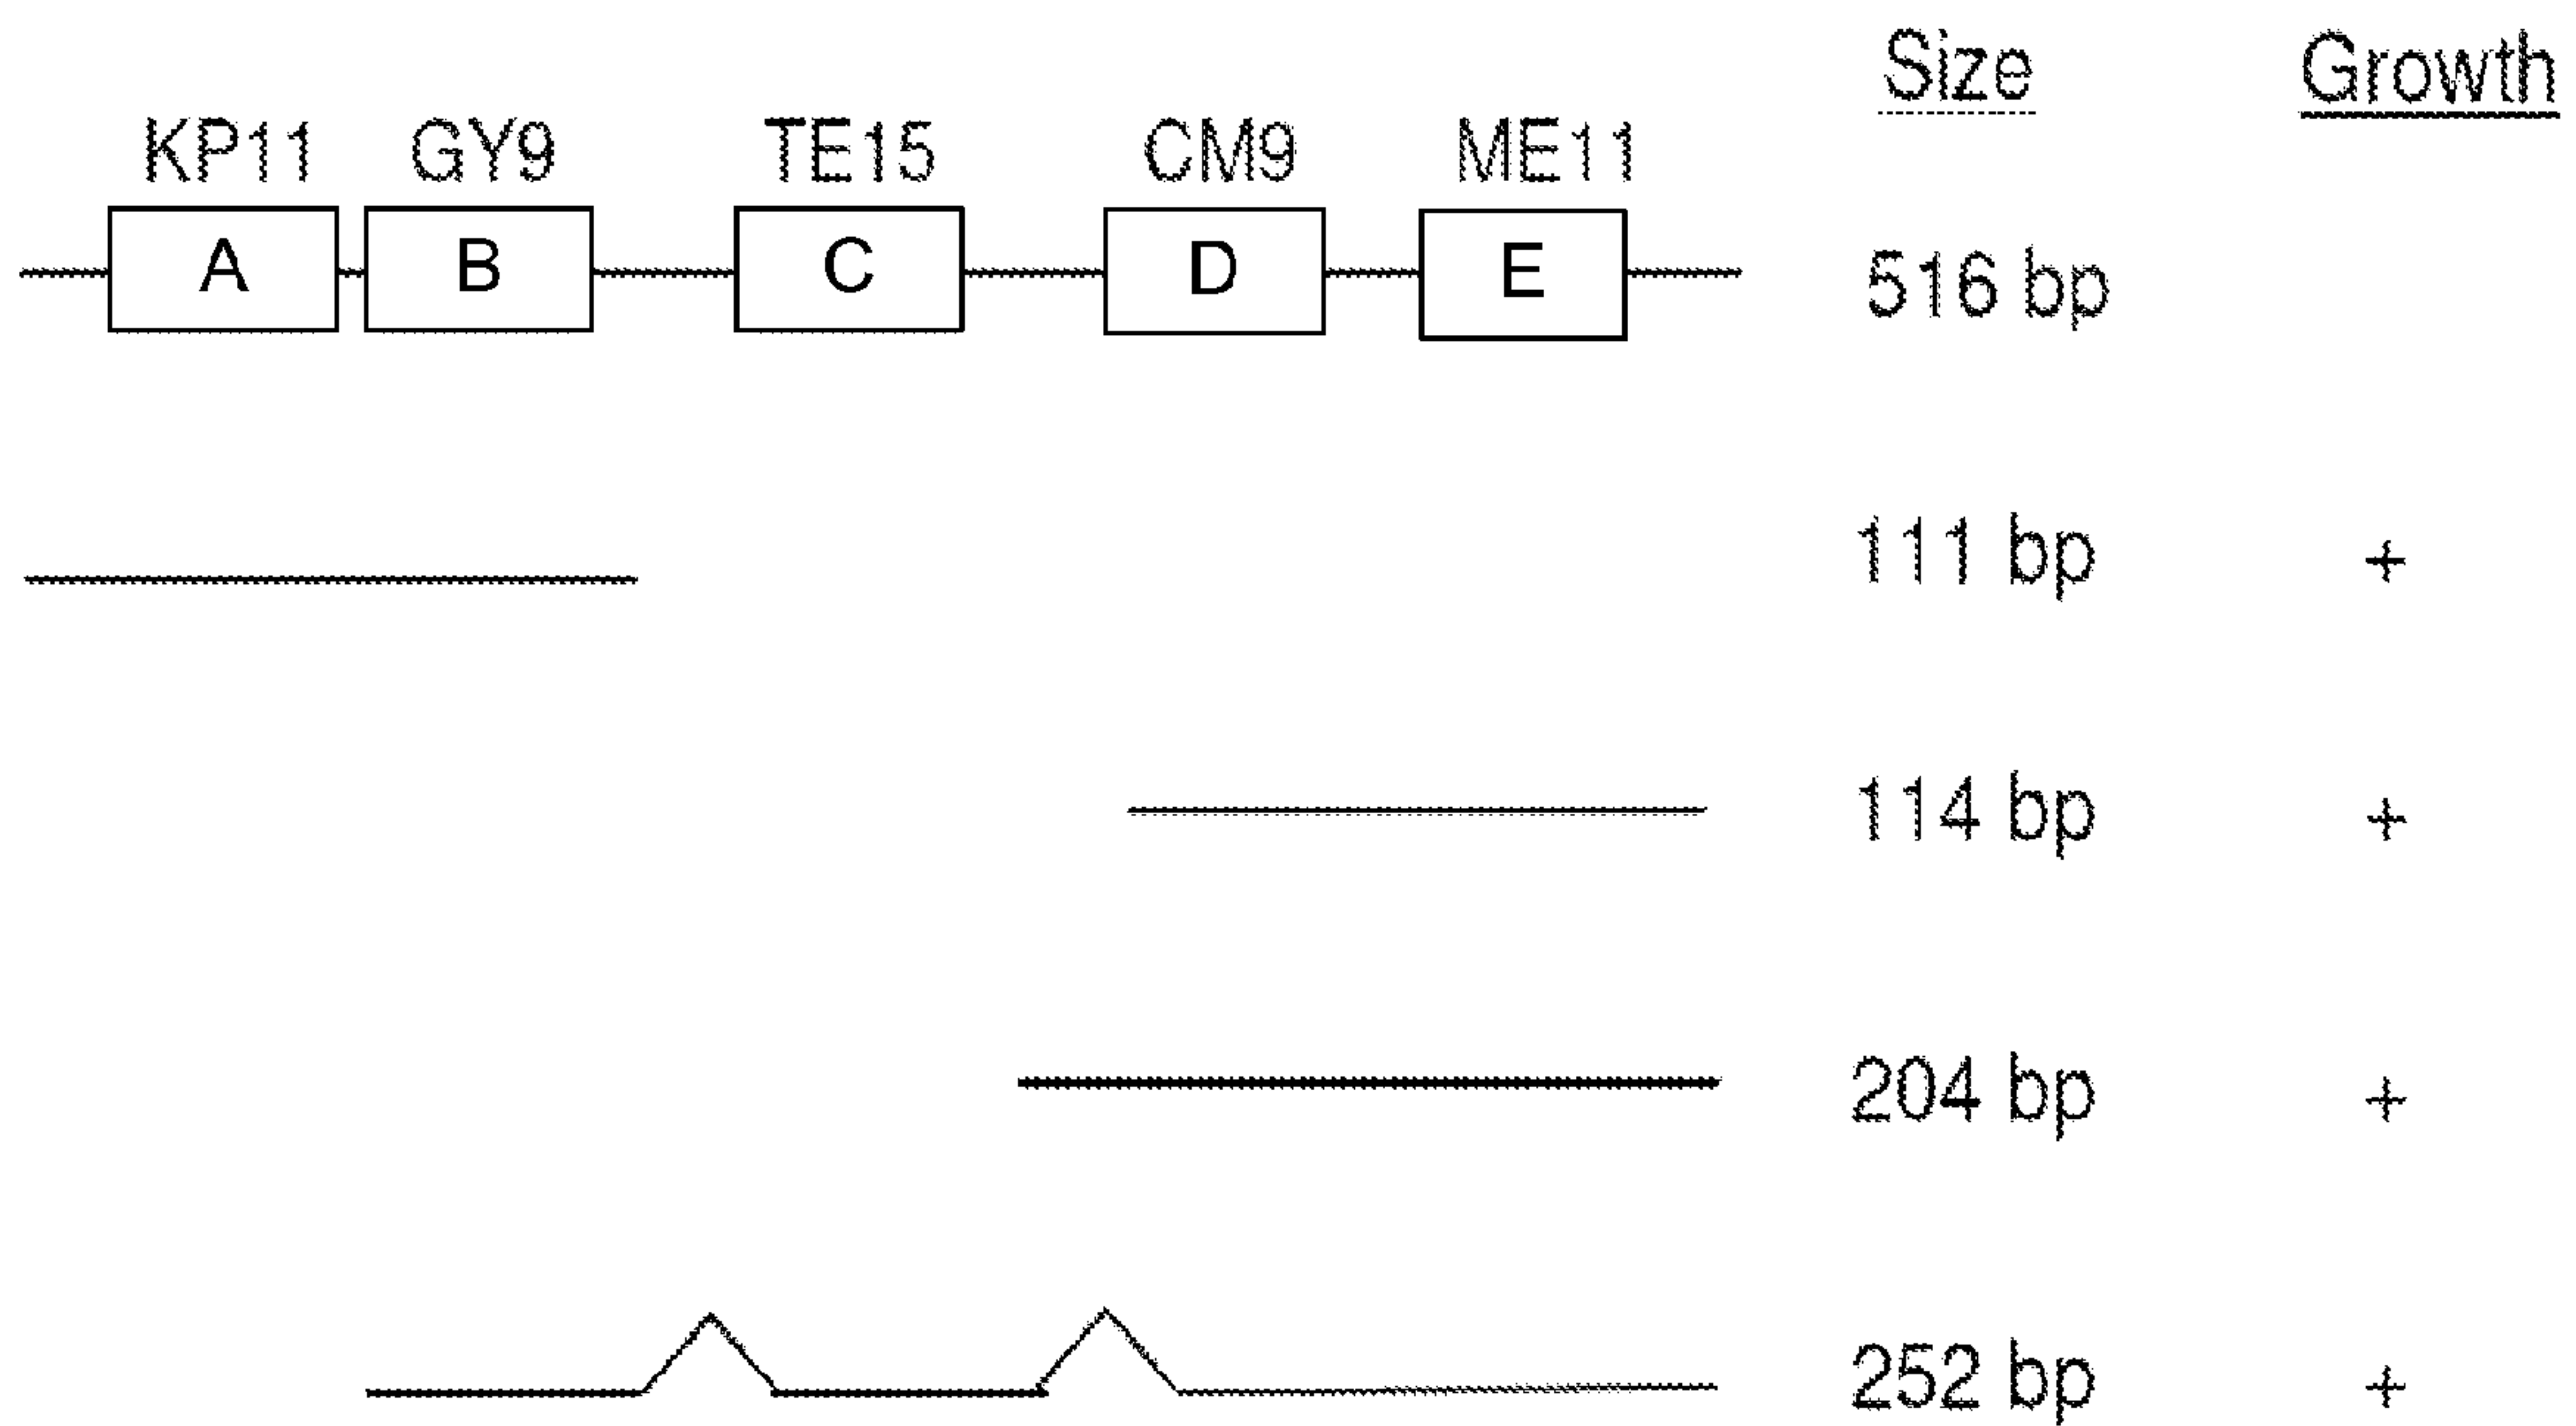 Size Growth
KP11 GY9 TE15 CM9 ME11
A B C D E 516 bp
111 bp +
114 bp +
204 bp +
252 bp +